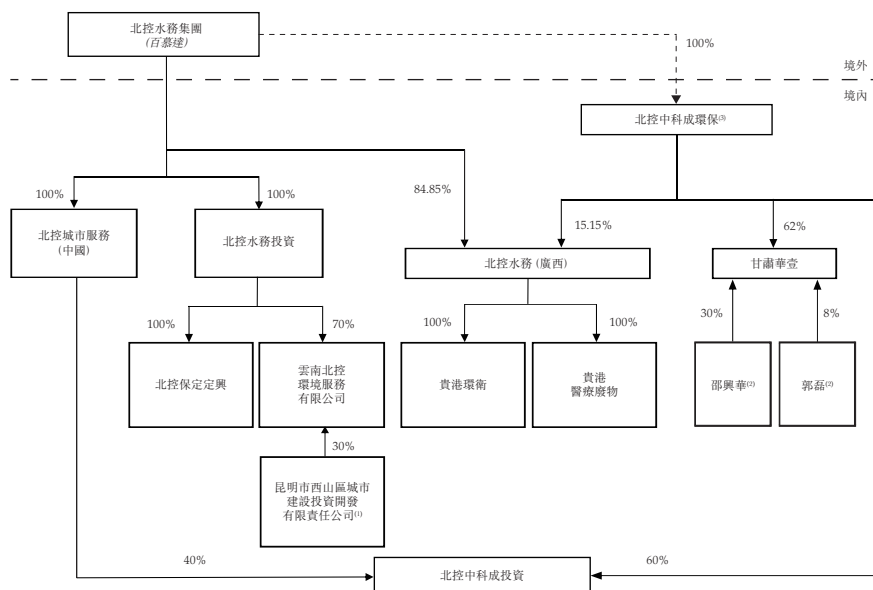 北控水務集團
(百慕達)
100%
境外
境內
北控中科成環保(3)
100%
100%
84.85%
15.15%
62%
北控城市服務
(中國)
北控水務投資
北控水務 (廣西)
甘肅華壹
100%
70%
100%
100%
30%
8%
北控保定定興
雲南北控
環境服務
有限公司
貴港環衛
貴港
醫療廢物
邵興華(2)
郭磊(2)
30%
昆明市西山區城市
建設投資開發
有限責任公司(1)
40%
北控中科成投資
60%